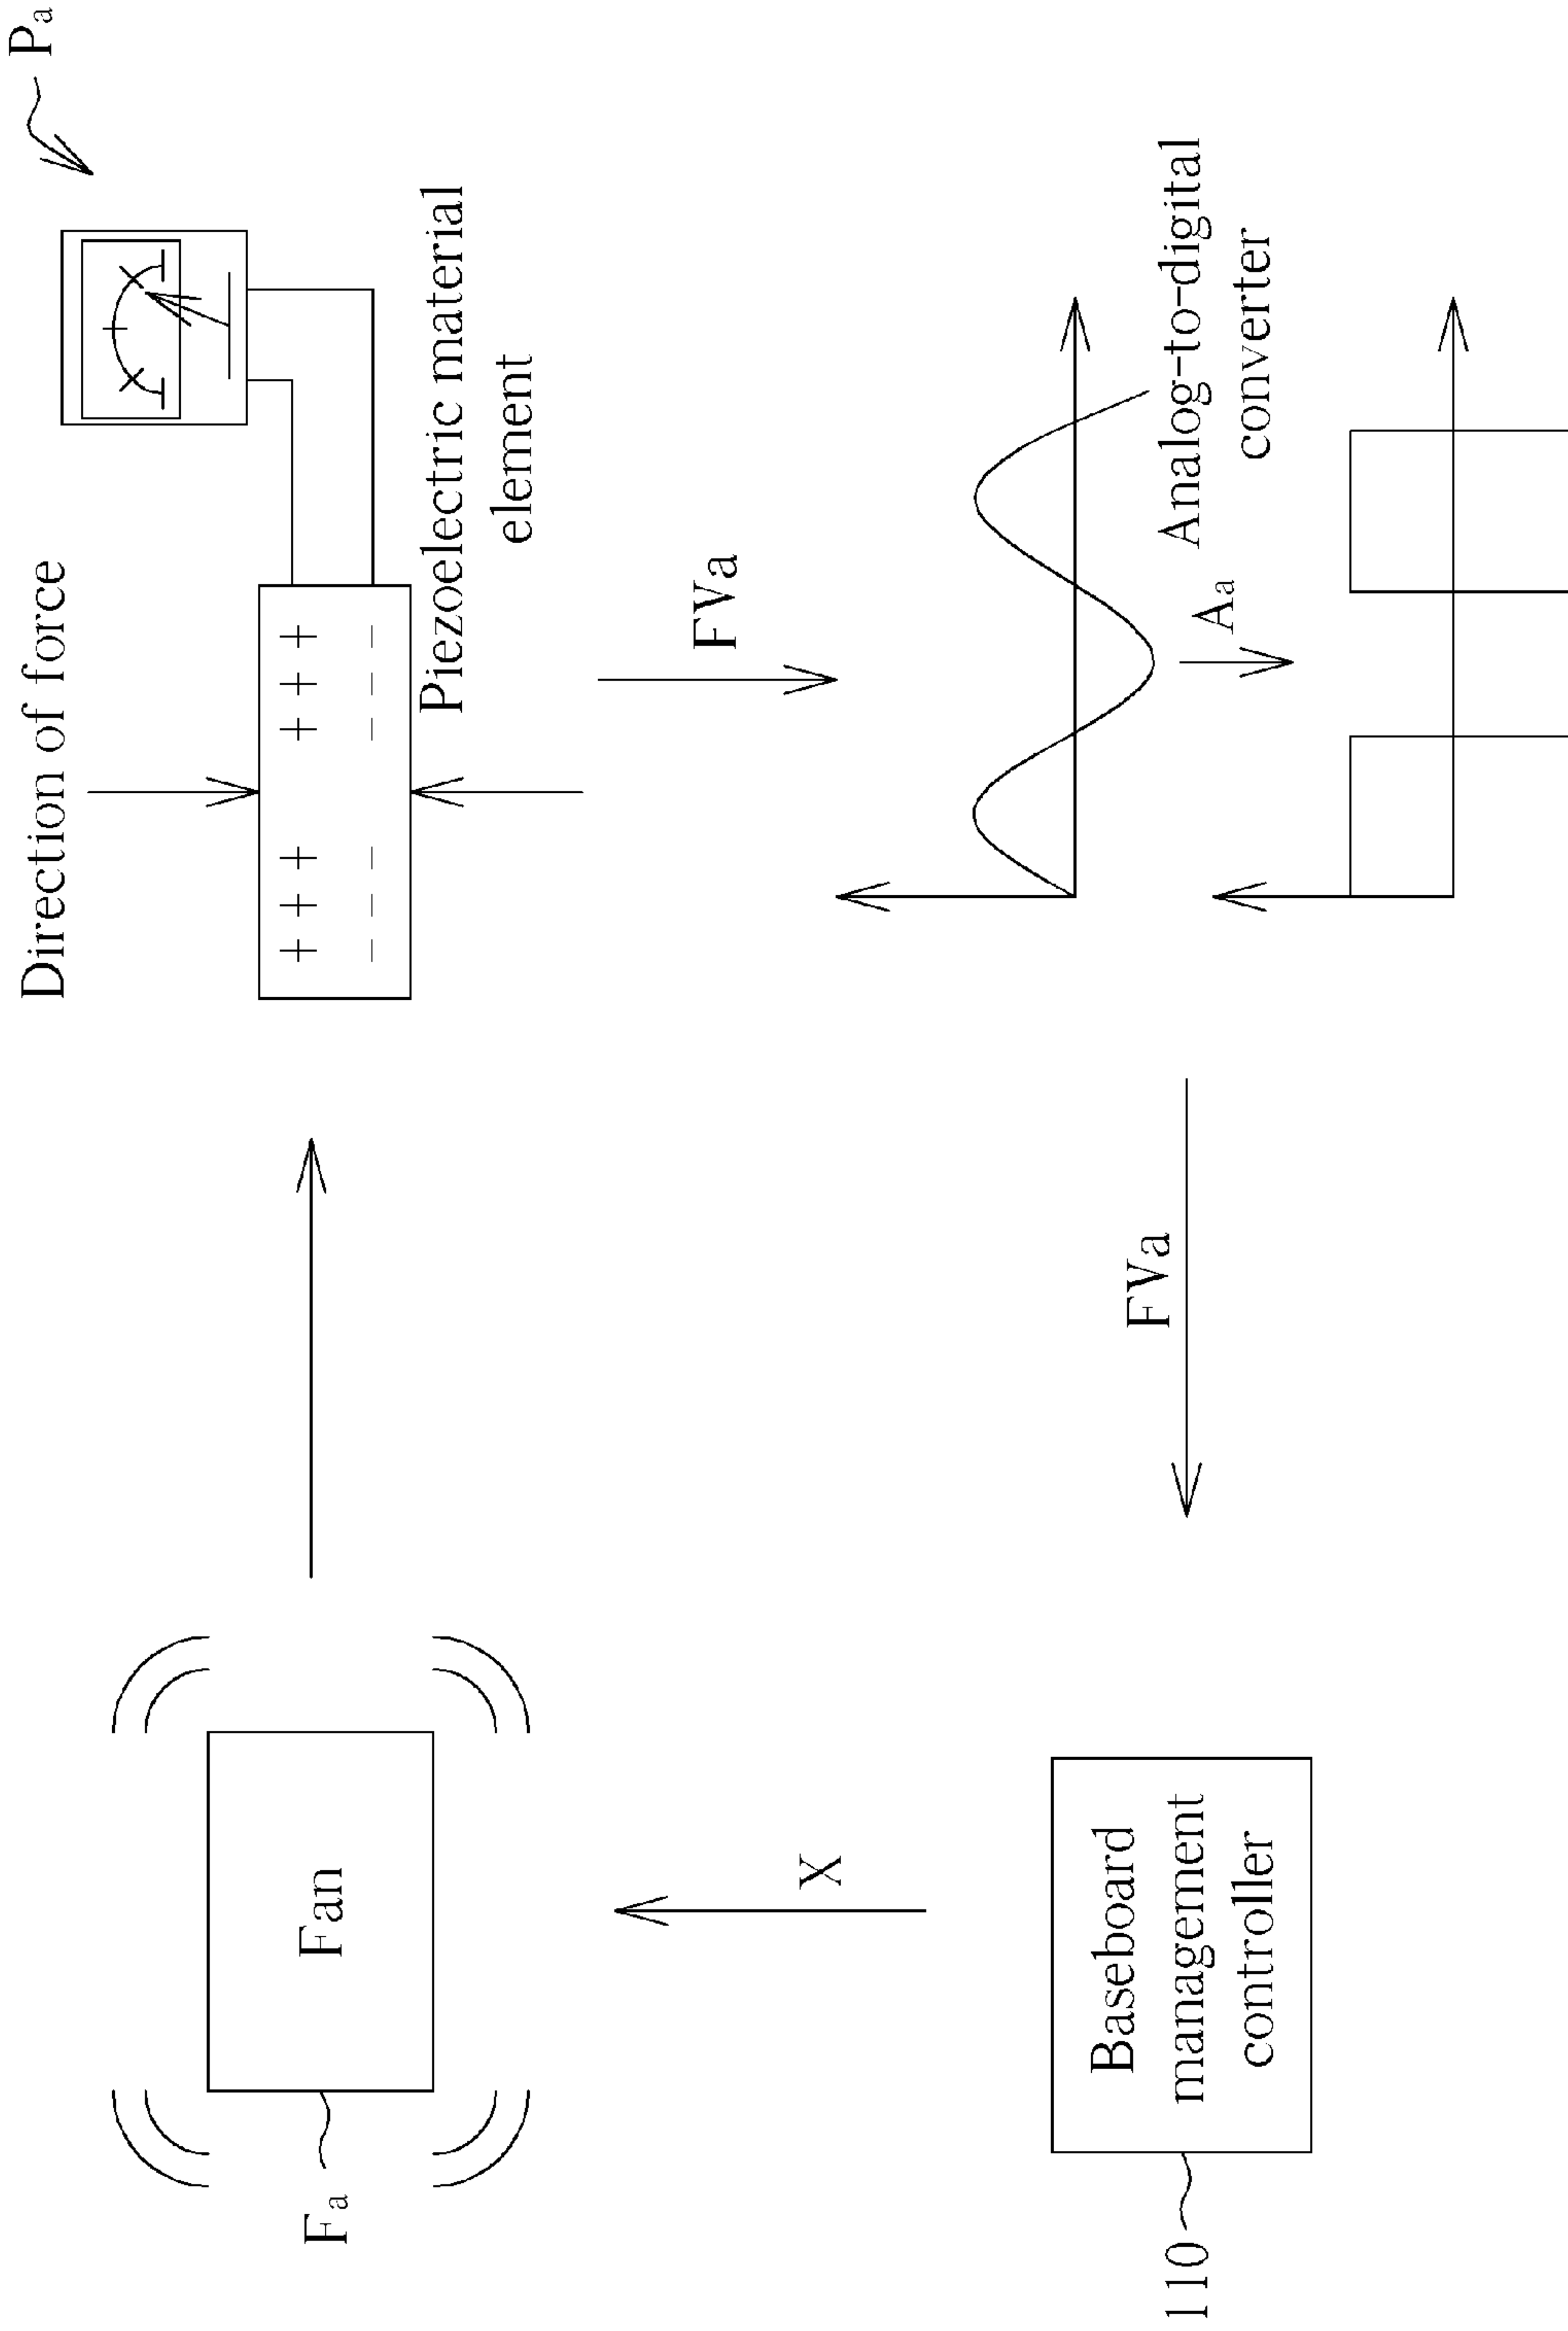 Direction of force
Pa
Fan
Fa
Piezoelectric material
element
X
FVa
FVa
Baseboard
management
controller
110
Aa
Analog-to-digital
converter